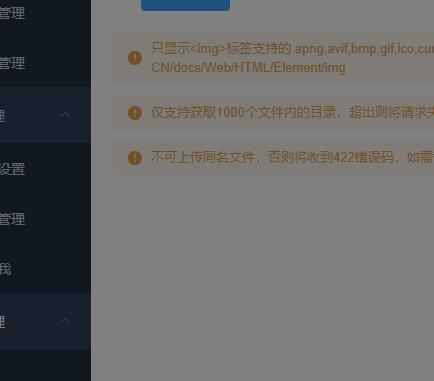 管理
管理
理
设置
管理
我
理
只显示<img>标签支持的 apng,avif,bmp,gif,ico,cur
CN/docs/Web/HTML/Element/img
仅支持获取1000个文件内的目录，超出则将请求失
不可上传同名文件，否则将收到422错误码，如需